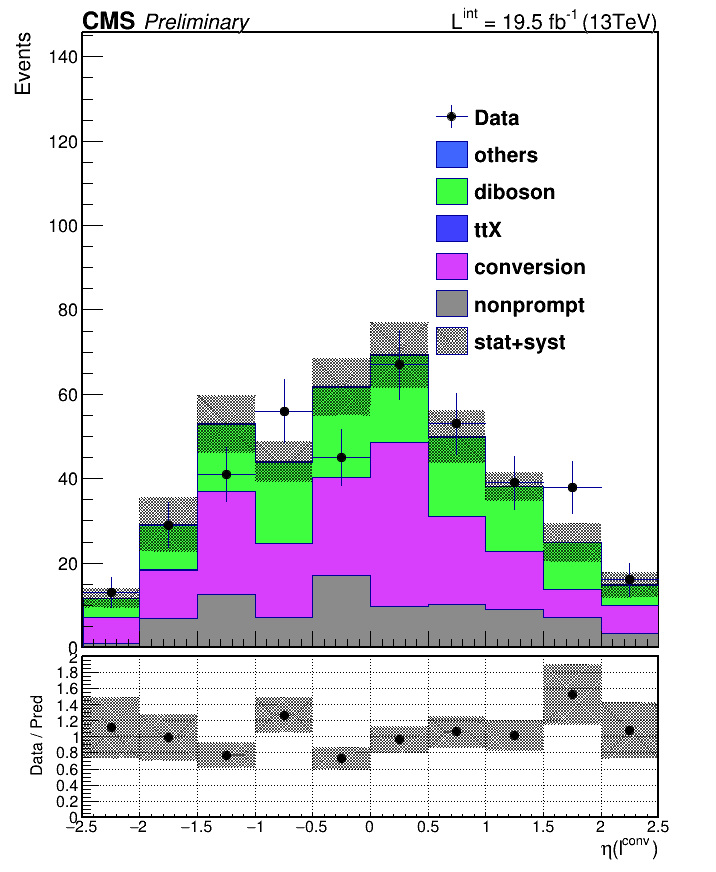 CMS Preliminary L^int = 19.5 fb^-1 (13TeV)
Events
140
120
100
80
60
40
20
0
Data
others
diboson
ttX
conversion
nonprompt
stat+syst
Data / Pred
2
1.8
1.6
1.4
1.2
1
0.8
0.6
0.4
0.2
0
−2.5 −2 −1.5 −1 −0.5 0 0.5 1 1.5 2 2.5
η(l^conv)